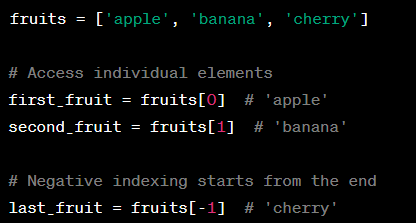 fruits = ['apple', 'banana', 'cherry']
# Access individual elements
first_fruit = fruits[0]  # 'apple'
second_fruit = fruits[1]  # 'banana'
# Negative indexing starts from the end
last_fruit = fruits[-1]  # 'cherry'